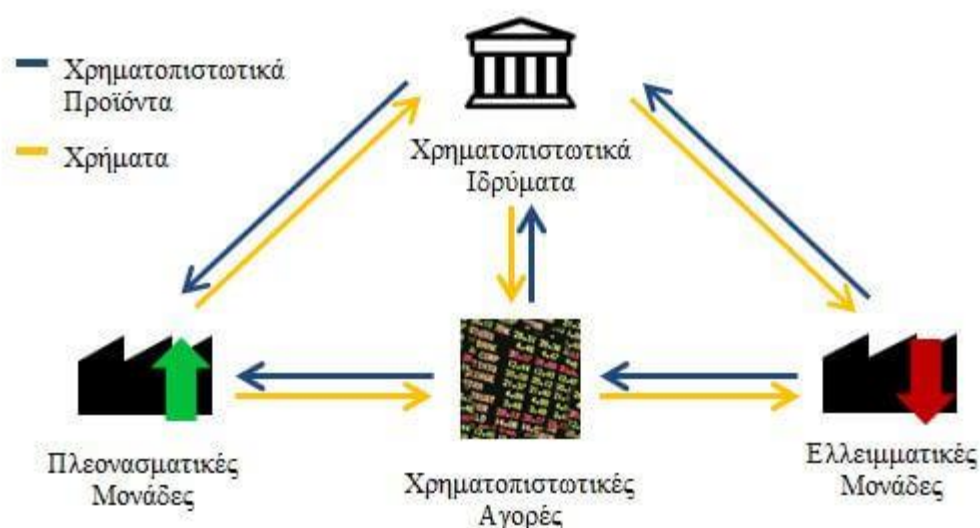 Χρηματοπιστωτικά
Προϊόντα
Χρήματα
Χρηματοπιστωτικά
Ιδρύματα
Πλεονασματικές
Μονάδες
Χρηματοπιστωτικές
Αγορές
Ελλειμματικές
Μονάδες